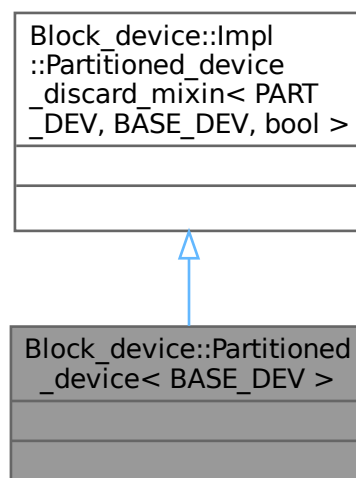 Block_device::Impl
::Partitioned_device
_discard_mixin< PART
_DEV, BASE_DEV, bool >
Block_device::Partitioned
_device< BASE_DEV >